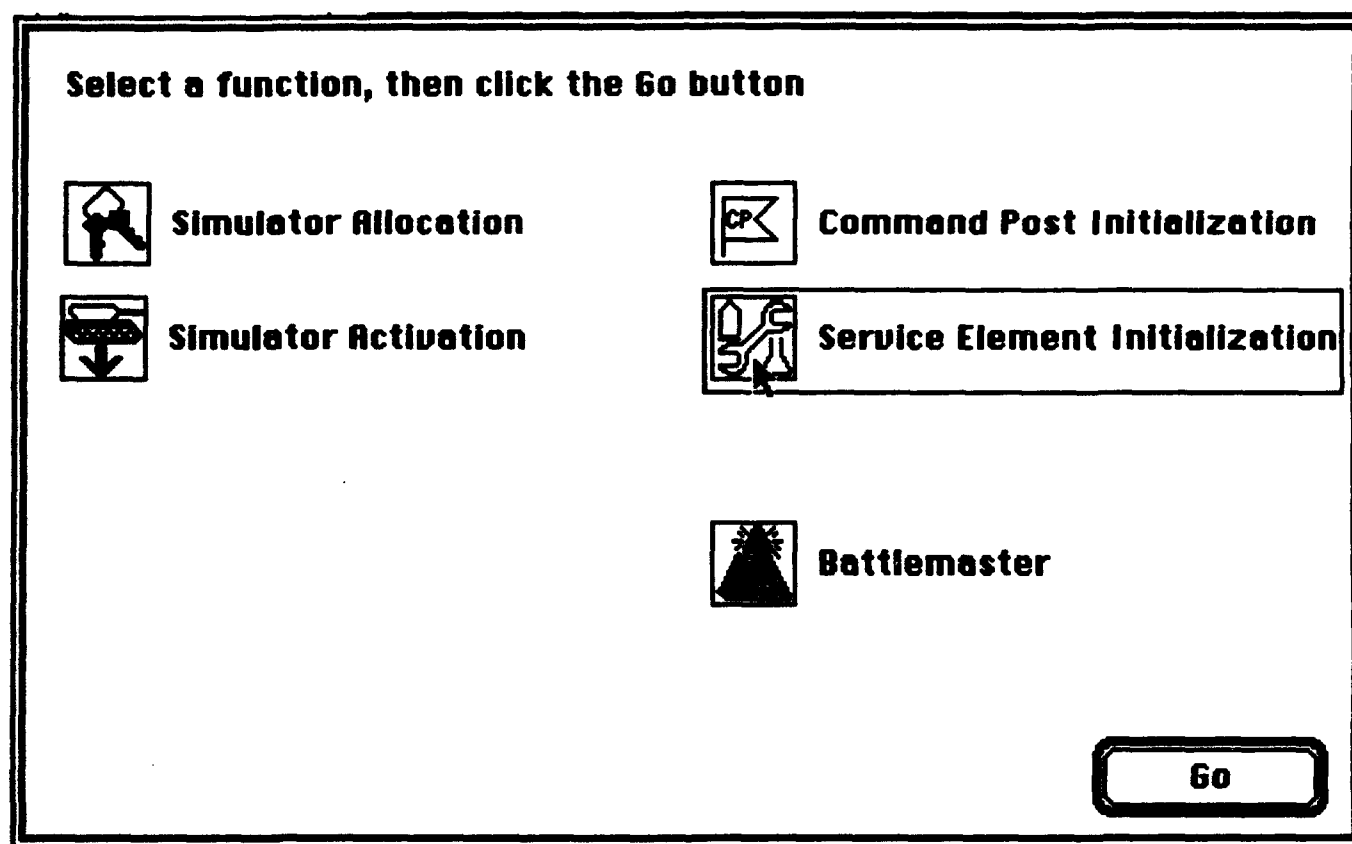 Select a function, then click the Go button
Simulator Allocation
CP
Command Post Initialization
Simulator Activation
Service Element Initialization
Battlemaster
Go